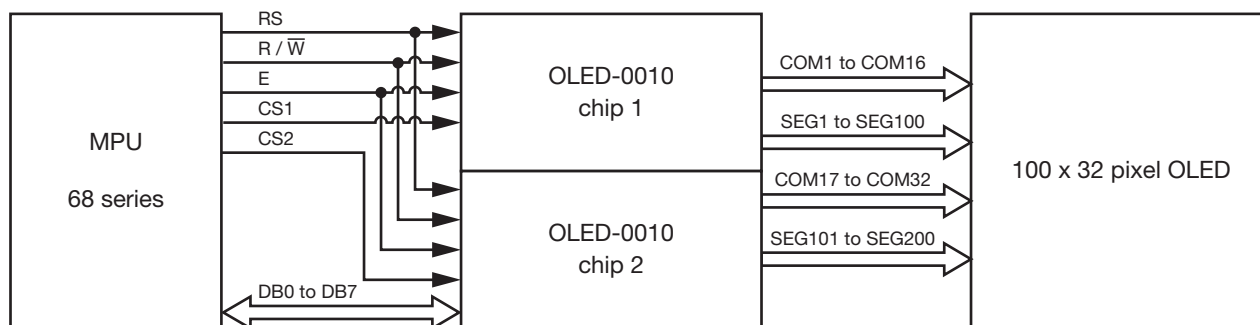 MPU
68 series
RS
R / W̅
E
CS1
CS2
DB0 to DB7
OLED-0010
chip 1
OLED-0010
chip 2
COM1 to COM16
SEG1 to SEG100
COM17 to COM32
SEG101 to SEG200
100 x 32 pixel OLED